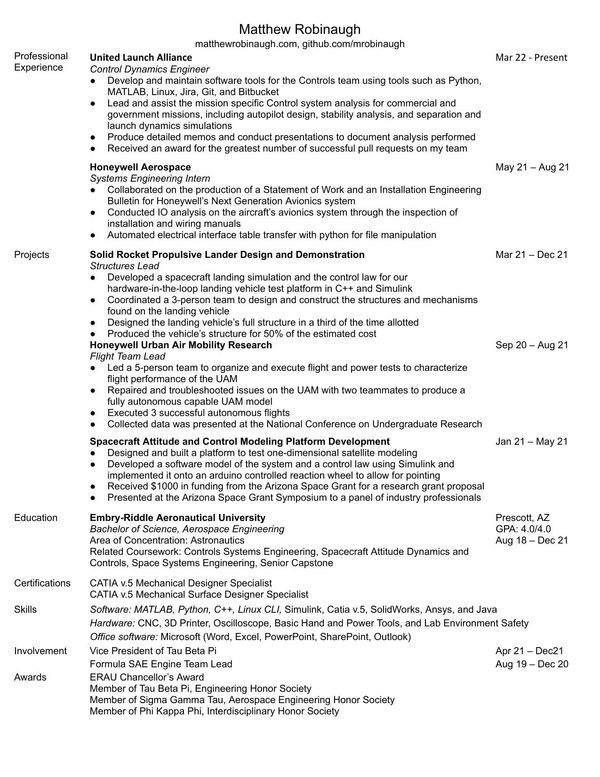 Matthew Robinaugh
matthewrobinaugh.com, github.com/mrobinaugh
Professional Experience
United Launch Alliance Mar 22 - Present
Control Dynamics Engineer
● Develop and maintain software tools for the Controls team using tools such as Python,
MATLAB, Linux, Jira, Git, and Bitbucket
● Lead and assist the mission specific Control system analysis for commercial and
government missions, including autopilot design, stability analysis, and separation and
launch dynamics simulations
● Produce detailed memos and conduct presentations to document analysis performed
● Received an award for the greatest number of successful pull requests on my team
Honeywell Aerospace May 21 – Aug 21
Systems Engineering Intern
● Collaborated on the production of a Statement of Work and an Installation Engineering
Bulletin for Honeywell's Next Generation Avionics system
● Conducted IO analysis on the aircraft's avionics system through the inspection of
installation and wiring manuals
● Automated electrical interface table transfer with python for file manipulation
Projects Solid Rocket Propulsive Lander Design and Demonstration Mar 21 – Dec 21
Structures Lead
● Developed a spacecraft landing simulation and the control law for our
hardware-in-the-loop landing vehicle test platform in C++ and Simulink
● Coordinated a 3-person team to design and construct the structures and mechanisms
found on the landing vehicle
● Designed the landing vehicle's full structure in a third of the time allotted
● Produced the vehicle's structure for 50% of the estimated cost
Honeywell Urban Air Mobility Research Sep 20 – Aug 21
Flight Team Lead
● Led a 5-person team to organize and execute flight and power tests to characterize
flight performance of the UAM
● Repaired and troubleshooted issues on the UAM with two teammates to produce a
fully autonomous capable UAM model
● Executed 3 successful autonomous flights
● Collected data was presented at the National Conference on Undergraduate Research
Spacecraft Attitude and Control Modeling Platform Development Jan 21 – May 21
● Designed and built a platform to test one-dimensional satellite modeling
● Developed a software model of the system and a control law using Simulink and
implemented it onto an arduino controlled reaction wheel to allow for pointing
● Received $1000 in funding from the Arizona Space Grant for a research grant proposal
● Presented at the Arizona Space Grant Symposium to a panel of industry professionals
Education Embry-Riddle Aeronautical University Prescott, AZ
Bachelor of Science, Aerospace Engineering GPA: 4.0/4.0
Area of Concentration: Astronautics Aug 18 – Dec 21
Related Coursework: Controls Systems Engineering, Spacecraft Attitude Dynamics and
Controls, Space Systems Engineering, Senior Capstone
Certifications CATIA v.5 Mechanical Designer Specialist
CATIA v.5 Mechanical Surface Designer Specialist
Skills Software: MATLAB, Python, C++, Linux CLI, Simulink, Catia v.5, SolidWorks, Ansys, and Java
Hardware: CNC, 3D Printer, Oscilloscope, Basic Hand and Power Tools, and Lab Environment Safety
Office software: Microsoft (Word, Excel, PowerPoint, SharePoint, Outlook)
Involvement Vice President of Tau Beta Pi Apr 21 – Dec21
Formula SAE Engine Team Lead Aug 19 – Dec 20
Awards ERAU Chancellor's Award
Member of Tau Beta Pi, Engineering Honor Society
Member of Sigma Gamma Tau, Aerospace Engineering Honor Society
Member of Phi Kappa Phi, Interdisciplinary Honor Society